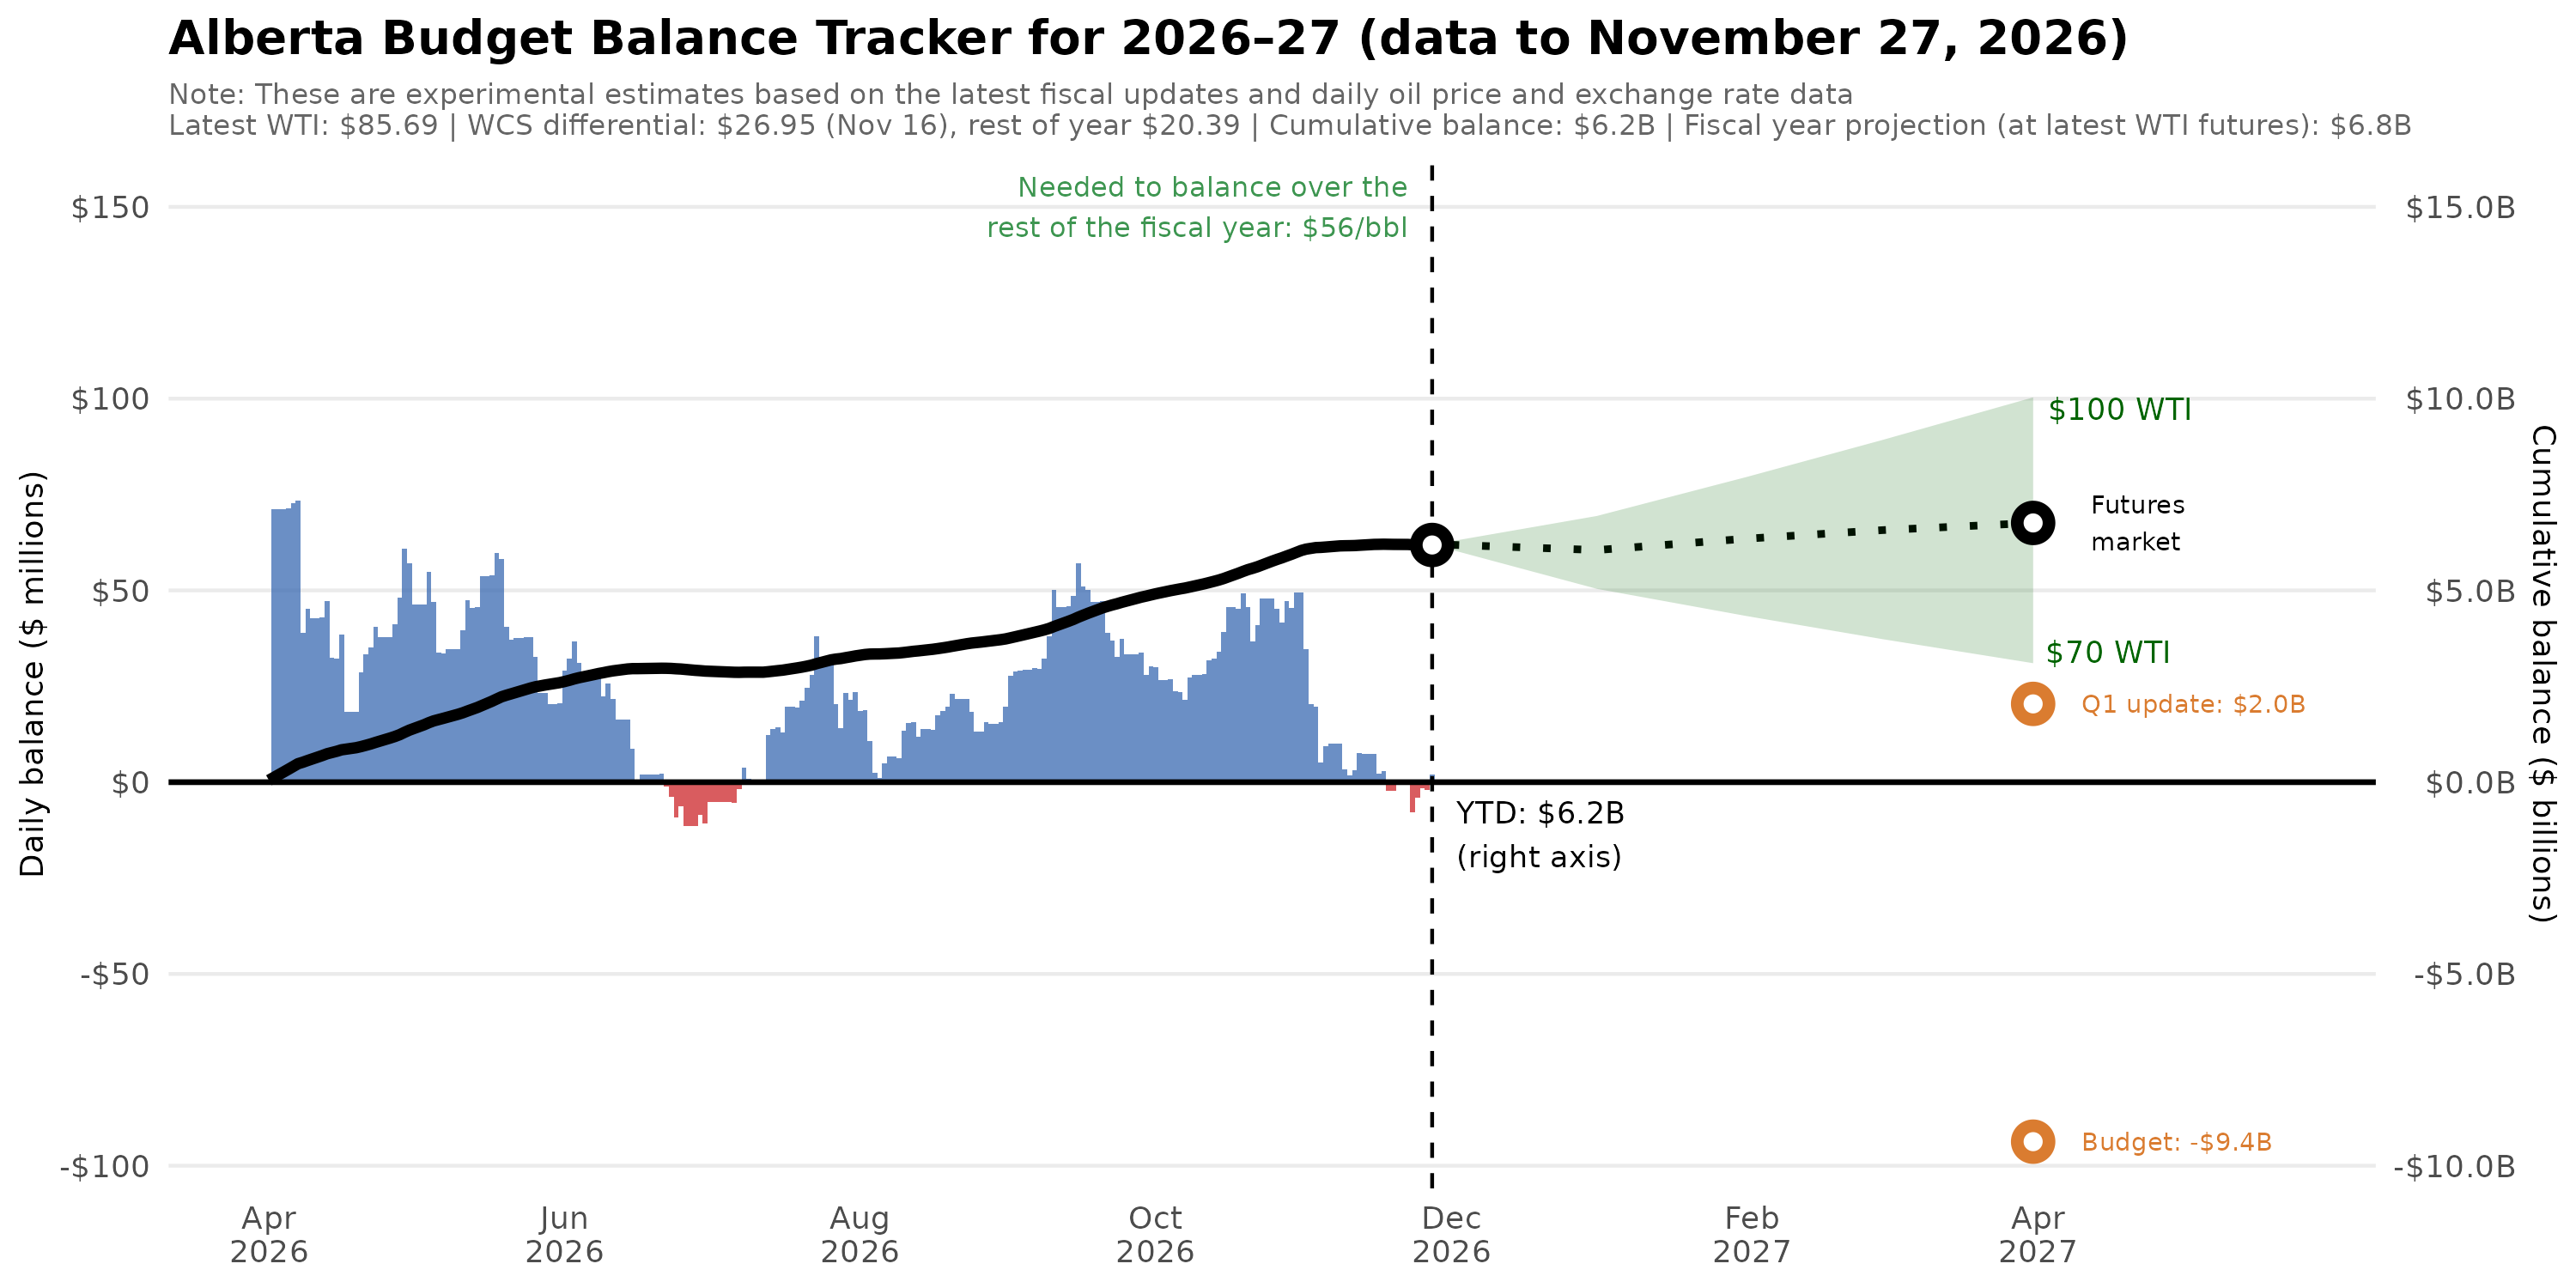 Alberta Budget Balance Tracker for 2026–27 (data to November 27, 2026)
Note: These are experimental estimates based on the latest fiscal updates and daily oil price and exchange rate data
Latest WTI: $85.69 | WCS differential: $26.95 (Nov 16), rest of year $20.39 | Cumulative balance: $6.2B | Fiscal year projection (at latest WTI futures): $6.8B
Needed to balance over the
rest of the fiscal year: $56/bbl
$150
$100
$50
$0
-$50
-$100
Daily balance ($ millions)
$100 WTI
Futures
market
$70 WTI
Q1 update: $2.0B
YTD: $6.2B
(right axis)
Budget: -$9.4B
$15.0B
$10.0B
$5.0B
$0.0B
-$5.0B
-$10.0B
Cumulative balance ($ billions)
Apr
2026
Jun
2026
Aug
2026
Oct
2026
Dec
2026
Feb
2027
Apr
2027